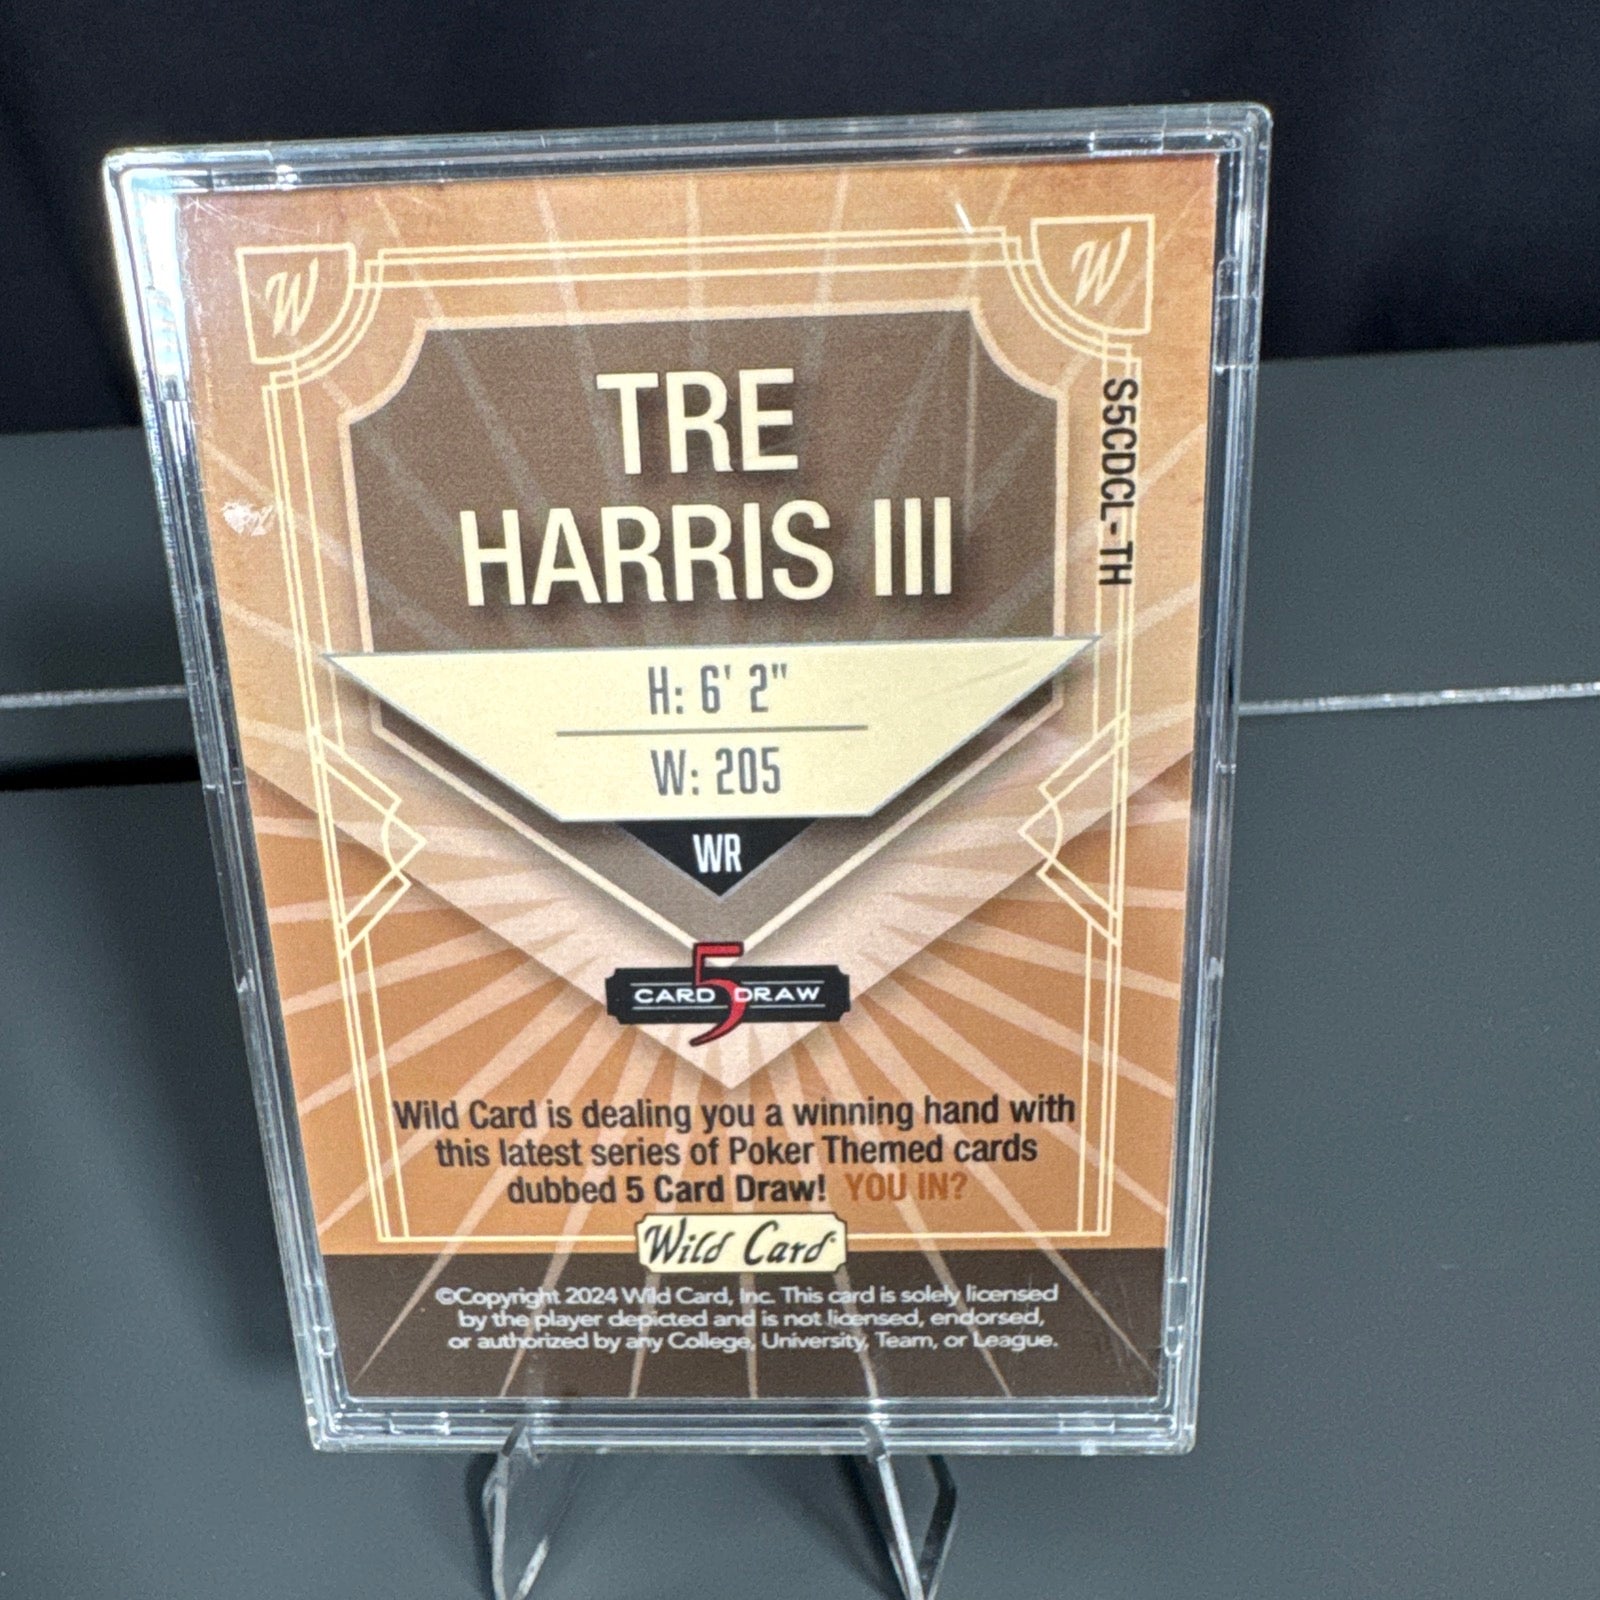 W
W
TRE
HARRIS III
S5CDCL-TH
H: 6' 2"
W: 205
WR
5
CARD DRAW
Wild Card is dealing you a winning hand with
this latest series of Poker Themed cards
dubbed 5 Card Draw! YOU IN?
Wild Card
©Copyright 2024 Wild Card, Inc. This card is solely licensed
by the player depicted and is not licensed, endorsed,
or authorized by any College, University, Team, or League.